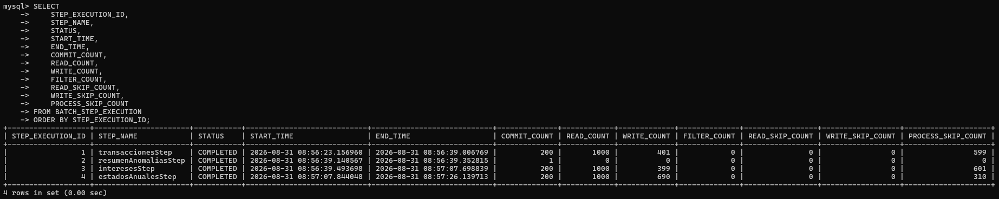 mysql> SELECT
    ->     STEP_EXECUTION_ID,
    ->     STEP_NAME,
    ->     STATUS,
    ->     START_TIME,
    ->     END_TIME,
    ->     COMMIT_COUNT,
    ->     READ_COUNT,
    ->     WRITE_COUNT,
    ->     FILTER_COUNT,
    ->     READ_SKIP_COUNT,
    ->     WRITE_SKIP_COUNT,
    ->     PROCESS_SKIP_COUNT
    -> FROM BATCH_STEP_EXECUTION
    -> ORDER BY STEP_EXECUTION_ID;
+-------------------+----------------------+-----------+----------------------------+----------------------------+--------------+------------+-------------+--------------+-----------------+------------------+--------------------+
| STEP_EXECUTION_ID | STEP_NAME            | STATUS    | START_TIME                 | END_TIME                   | COMMIT_COUNT | READ_COUNT | WRITE_COUNT | FILTER_COUNT | READ_SKIP_COUNT | WRITE_SKIP_COUNT | PROCESS_SKIP_COUNT |
+-------------------+----------------------+-----------+----------------------------+----------------------------+--------------+------------+-------------+--------------+-----------------+------------------+--------------------+
|                 1 | transaccionesStep    | COMPLETED | 2026-08-31 08:56:23.156960 | 2026-08-31 08:56:39.006769 |          200 |       1000 |         401 |            0 |               0 |                0 |                599 |
|                 2 | resumenAnomaliasStep | COMPLETED | 2026-08-31 08:56:39.140567 | 2026-08-31 08:56:39.352815 |            1 |          0 |           0 |            0 |               0 |                0 |                  0 |
|                 3 | interesesStep        | COMPLETED | 2026-08-31 08:56:39.493698 | 2026-08-31 08:57:07.698839 |          200 |       1000 |         399 |            0 |               0 |                0 |                601 |
|                 4 | estadosAnualesStep   | COMPLETED | 2026-08-31 08:57:07.844048 | 2026-08-31 08:57:26.139713 |          200 |       1000 |         690 |            0 |               0 |                0 |                310 |
+-------------------+----------------------+-----------+----------------------------+----------------------------+--------------+------------+-------------+--------------+-----------------+------------------+--------------------+
4 rows in set (0.00 sec)